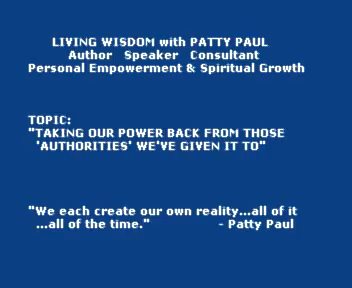 LIVING WISDOM with PATTY PAUL
Author Speaker Consultant
Personal Empowerment & Spiritual Growth
TOPIC:
"TAKING OUR POWER BACK FROM THOSE
'AUTHORITIES' WE'VE GIVEN IT TO"
"We each create our own reality...all of it
...all of the time." - Patty Paul